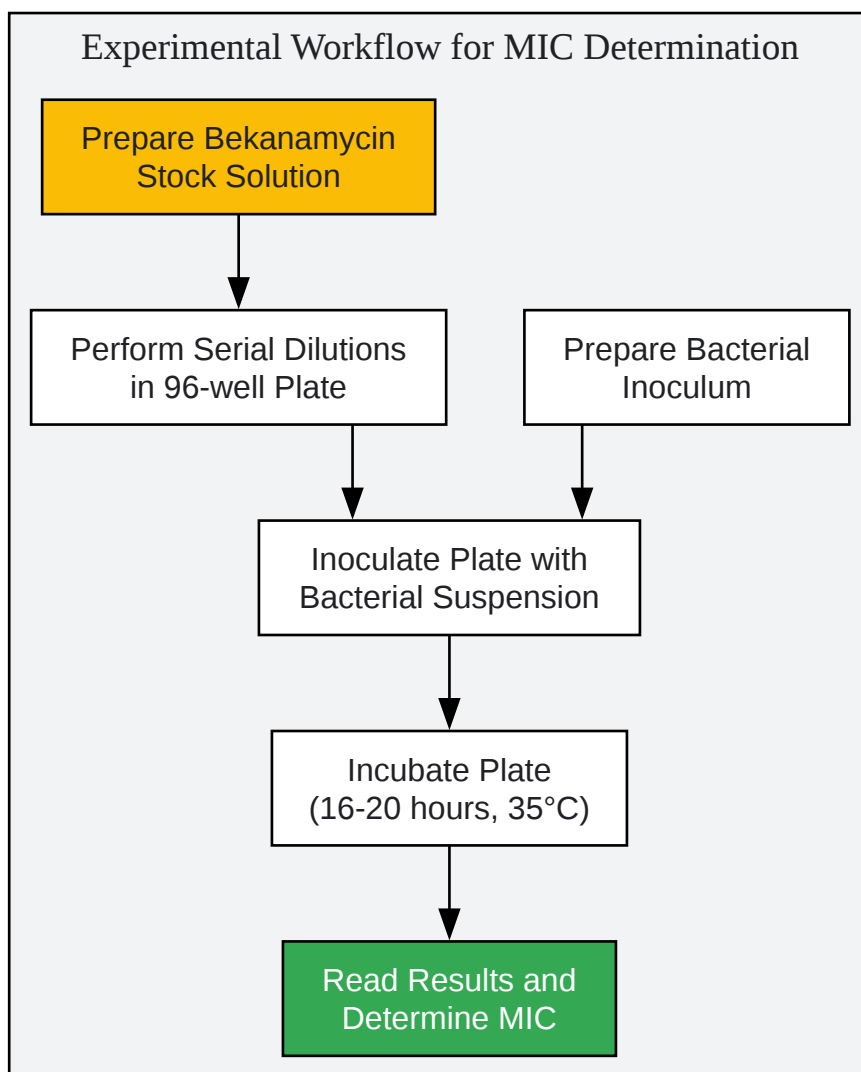 Experimental Workflow for MIC Determination
Prepare Bekanamycin
Stock Solution
Perform Serial Dilutions
in 96-well Plate
Prepare Bacterial
Inoculum
Inoculate Plate with
Bacterial Suspension
Incubate Plate
(16-20 hours, 35°C)
Read Results and
Determine MIC